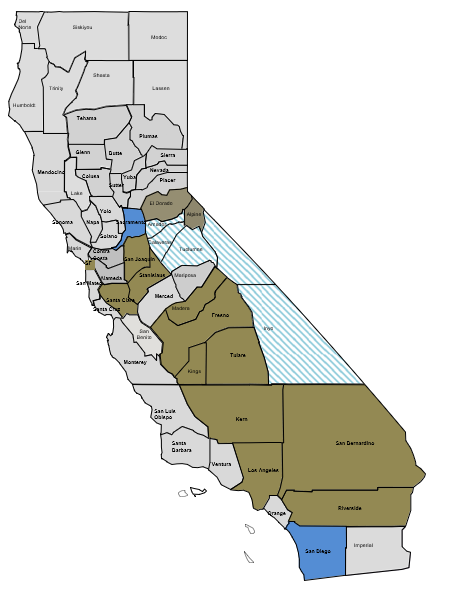 Del
Norte
Siskiyou
Modoc
Shasta
Trinity
Lassen
Humboldt
Tehama
Plumas
Glenn
Butte
Sierra
Mendocino
Colusa
Nevada
Yuba
Placer
Sutter
Lake
El Dorado
Yolo
Alpine
Sonoma
Napa
Sacramento
Amador
Solano
Calaveras
Tuolumne
Marin
Contra
Costa
SF
San Joaquin
Alameda
Stanislaus
Mariposa
San Mateo
Santa Clara
Merced
Santa Cruz
Madera
Fresno
Inyo
San
Benito
Monterey
Tulare
Kings
San Luis
Obispo
Kern
San Bernardino
Santa
Barbara
Ventura
Los Angeles
Orange
Riverside
San Diego
Imperial